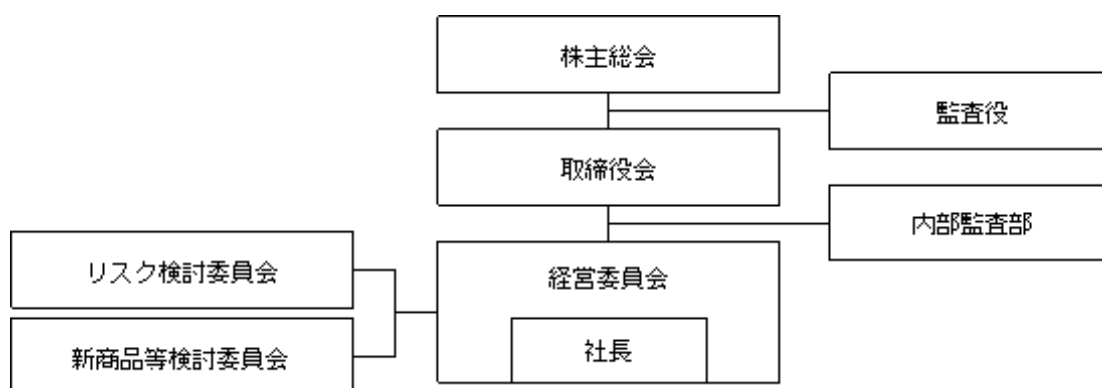 株主総会
監査役
取締役会
内部監査部
リスク検討委員会
経営委員会
新商品等検討委員会
社長